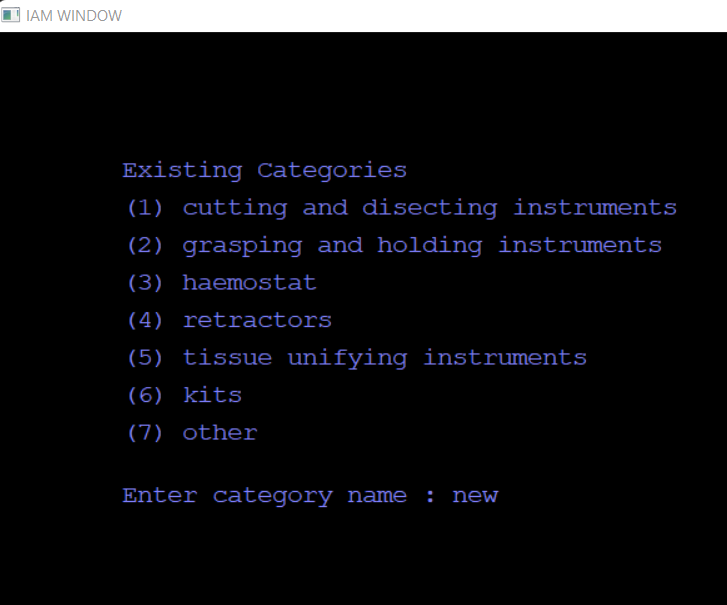 IAM WINDOW
Existing Categories
(1) cutting and disecting instruments
(2) grasping and holding instruments
(3) haemostat
(4) retractors
(5) tissue unifying instruments
(6) kits
(7) other
Enter category name : new